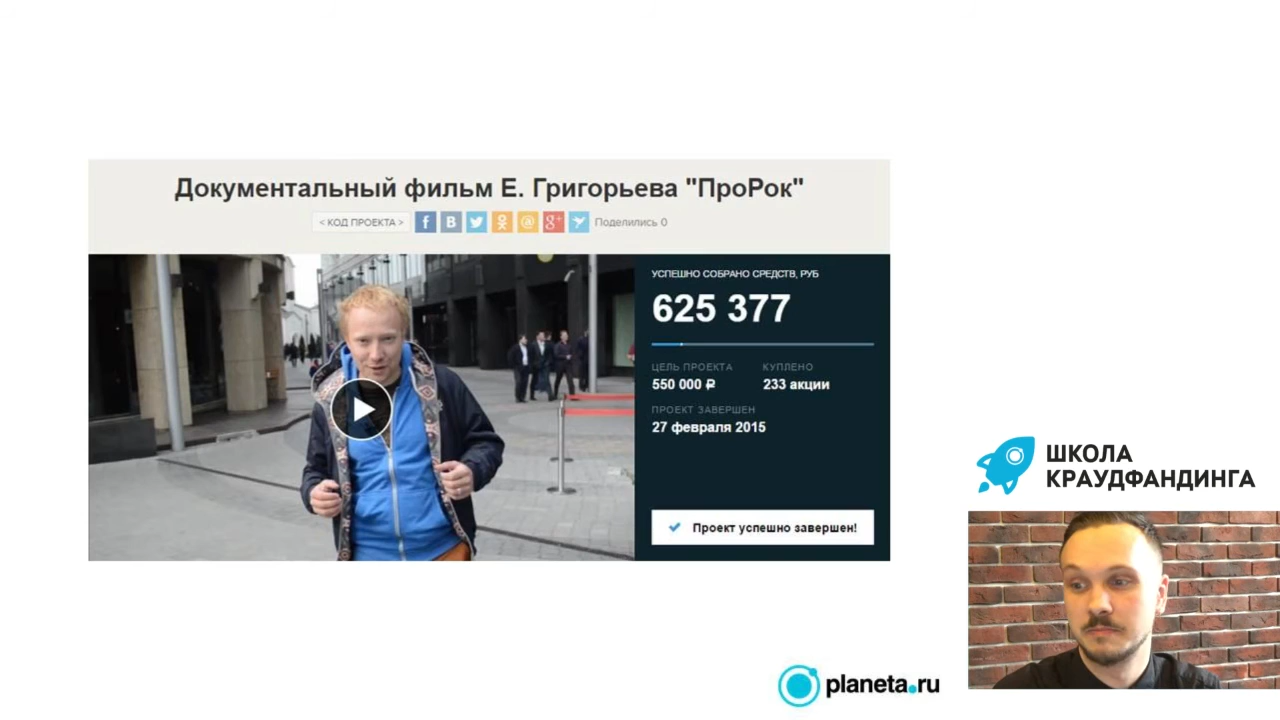 Документальный фильм Е. Григорьева "ПроРок"
< КОД ПРОЕКТА > f B @ g+ Поделились 0
УСПЕШНО СОБРАНО СРЕДСТВ, РУБ
625 377
ЦЕЛЬ ПРОЕКТА КУПЛЕНО
550 000 ₽ 233 акции
ПРОЕКТ ЗАВЕРШЕН
27 февраля 2015
Проект успешно завершен!
ШКОЛА
КРАУДФАНДИНГА
planeta.ru